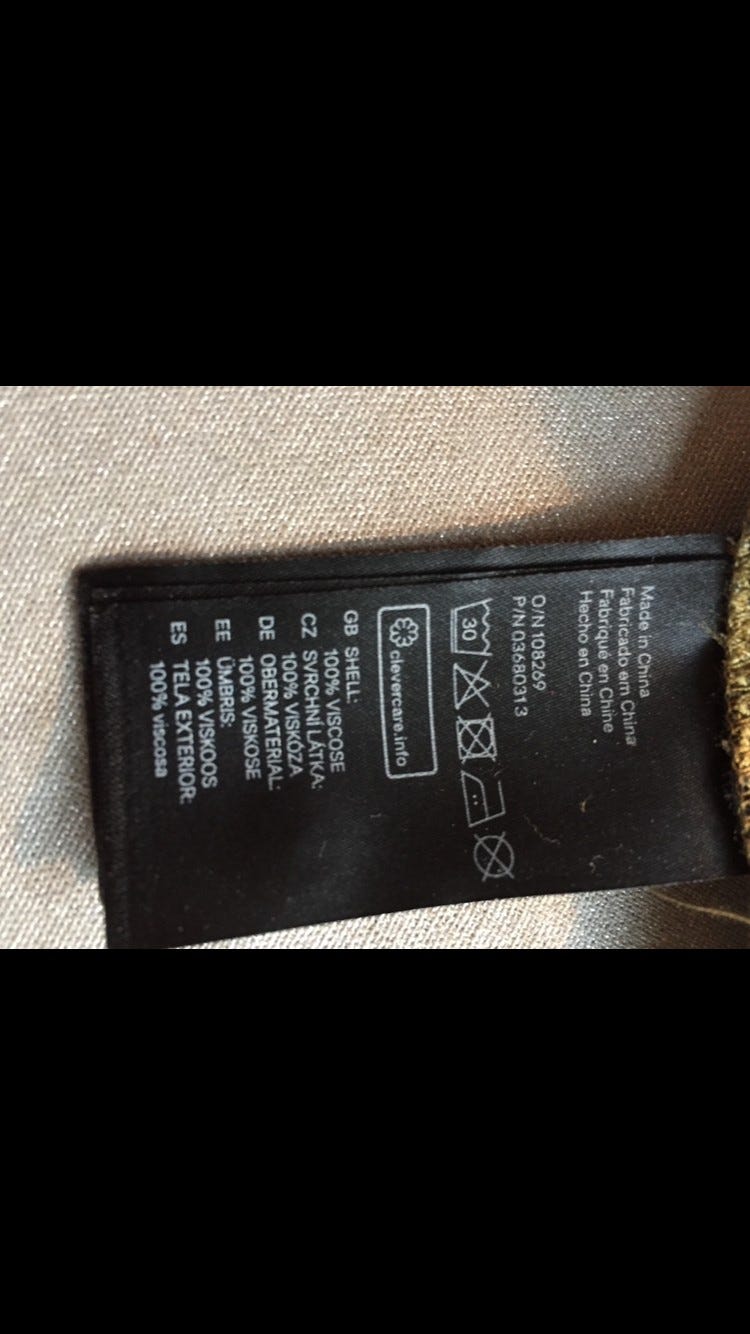 Made in China
Fabricado em China
Fabriqué en Chine
Hecho en China
O/N 108269
P/N 03680313
30
clevercare.info
GB SHELL:
100% VISCOSE
CZ SVRCHNÍ LÁTKA:
100% VISKÓZA
DE OBERMATERIAL:
100% VISKOSE
EE ÜMBRIS:
100% VISKOOS
ES TELA EXTERIOR:
100% viscosa